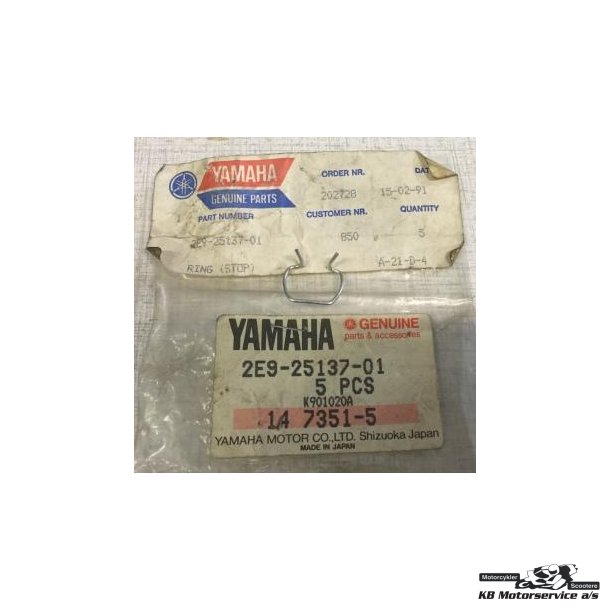 YAMAHA
GENUINE PARTS
ORDER NR. DAT
202728 15-02-91
PART NUMBER CUSTOMER NR. QUANTITY
2E9-25137-01 850 5
RING (STOP) A-21-D-4
YAMAHA GENUINE
parts & accessories
2E9-25137-01
5 PCS
K901020A
14 7351-5
YAMAHA MOTOR CO.,LTD. Shizuoka Japan
MADE IN JAPAN
Motorcykler Scootere
KB Motorservice a/s